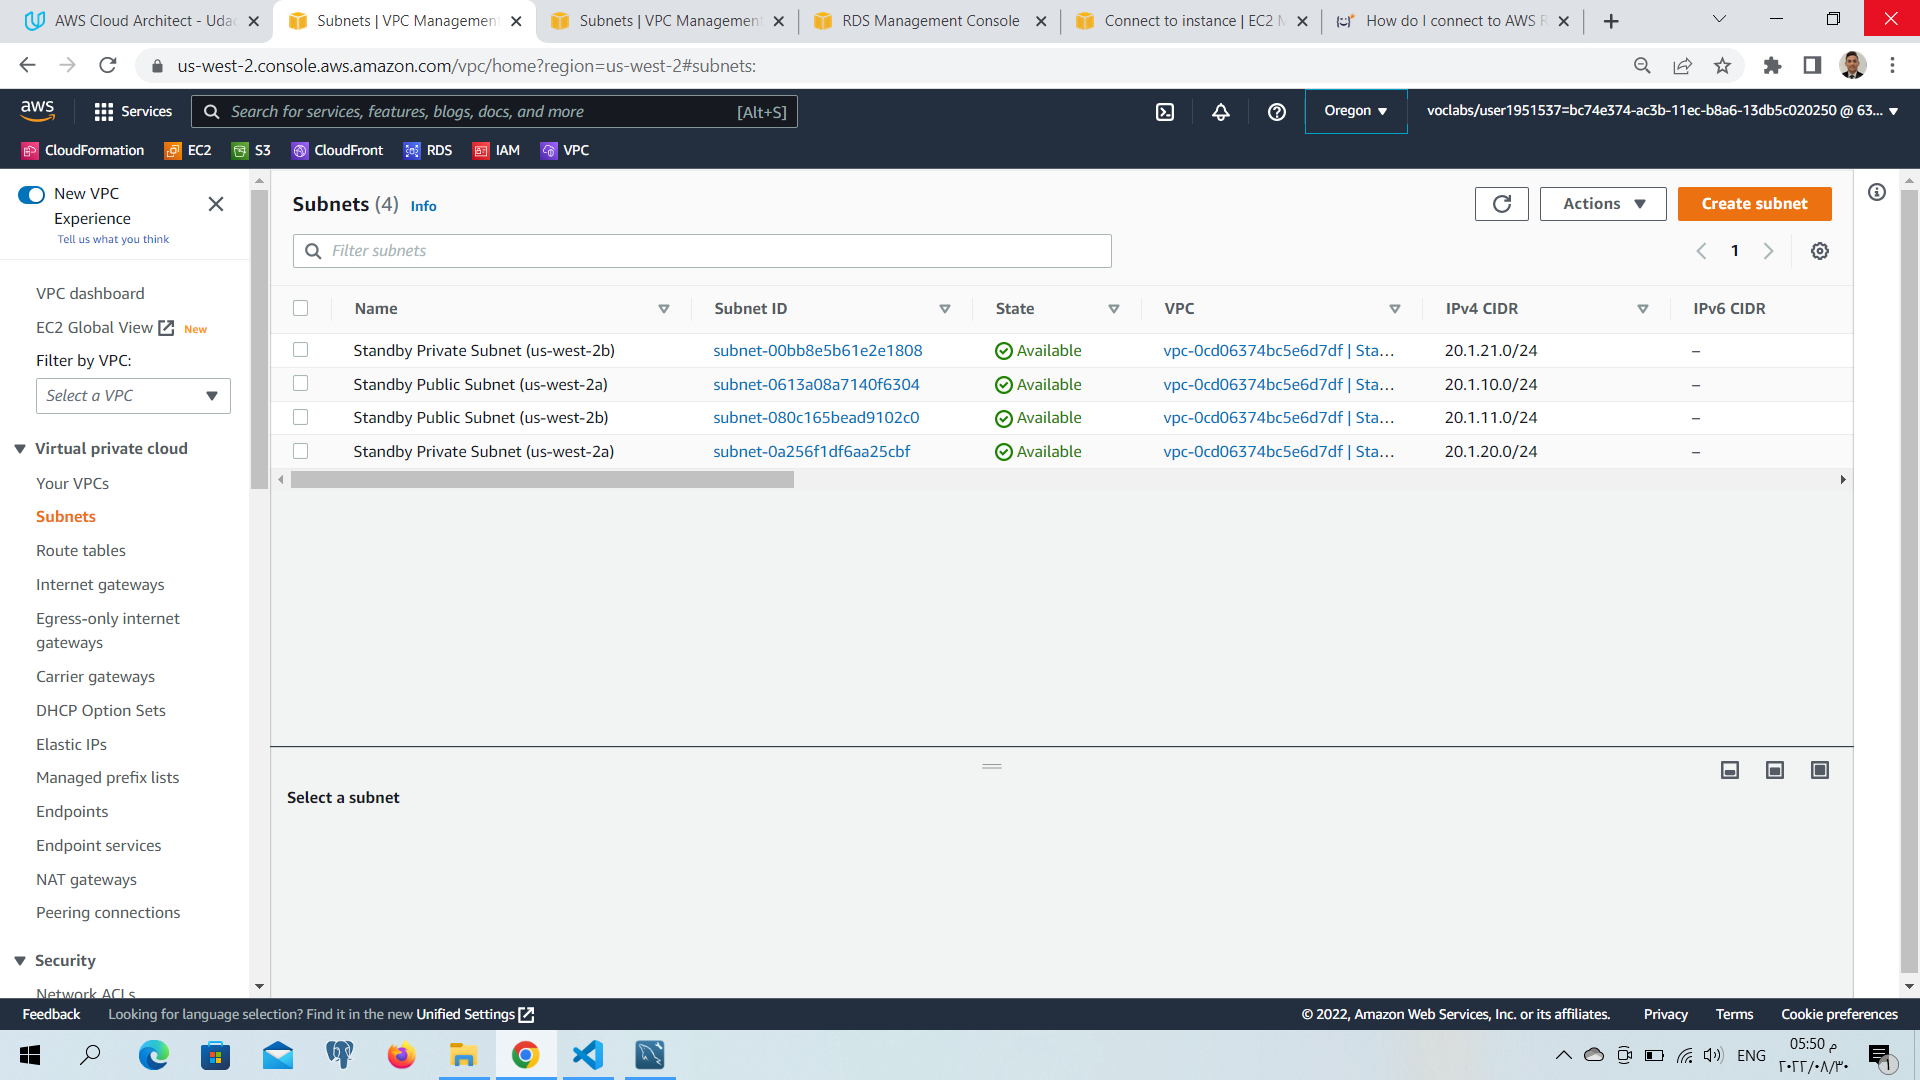 AWS Cloud Architect - Udac
Subnets | VPC Management
Subnets | VPC Management
RDS Management Console
Connect to instance | EC2 M
How do I connect to AWS R
us-west-2.console.aws.amazon.com/vpc/home?region=us-west-2#subnets:
aws
Services
Search for services, features, blogs, docs, and more
[Alt+S]
Oregon
voclabs/user1951537=bc74e374-ac3b-11ec-b8a6-13db5c020250 @ 63...
CloudFormation
EC2
S3
CloudFront
RDS
IAM
VPC
New VPC
Experience
Tell us what you think
VPC dashboard
EC2 Global View New
Filter by VPC:
Select a VPC
Virtual private cloud
Your VPCs
Subnets
Route tables
Internet gateways
Egress-only internet
gateways
Carrier gateways
DHCP Option Sets
Elastic IPs
Managed prefix lists
Endpoints
Endpoint services
NAT gateways
Peering connections
Security
Network ACLs
Subnets (4) Info
Actions
Create subnet
Filter subnets
1
Name Subnet ID State VPC IPv4 CIDR IPv6 CIDR
Standby Private Subnet (us-west-2b) subnet-00bb8e5b61e2e1808 Available vpc-0cd06374bc5e6d7df | Sta... 20.1.21.0/24 –
Standby Public Subnet (us-west-2a) subnet-0613a08a7140f6304 Available vpc-0cd06374bc5e6d7df | Sta... 20.1.10.0/24 –
Standby Public Subnet (us-west-2b) subnet-080c165bead9102c0 Available vpc-0cd06374bc5e6d7df | Sta... 20.1.11.0/24 –
Standby Private Subnet (us-west-2a) subnet-0a256f1df6aa25cbf Available vpc-0cd06374bc5e6d7df | Sta... 20.1.20.0/24 –
Select a subnet
Feedback
Looking for language selection? Find it in the new Unified Settings
© 2022, Amazon Web Services, Inc. or its affiliates.
Privacy
Terms
Cookie preferences
ENG
05:50 م
٢٠٢٢/٠٨/٣٠
١